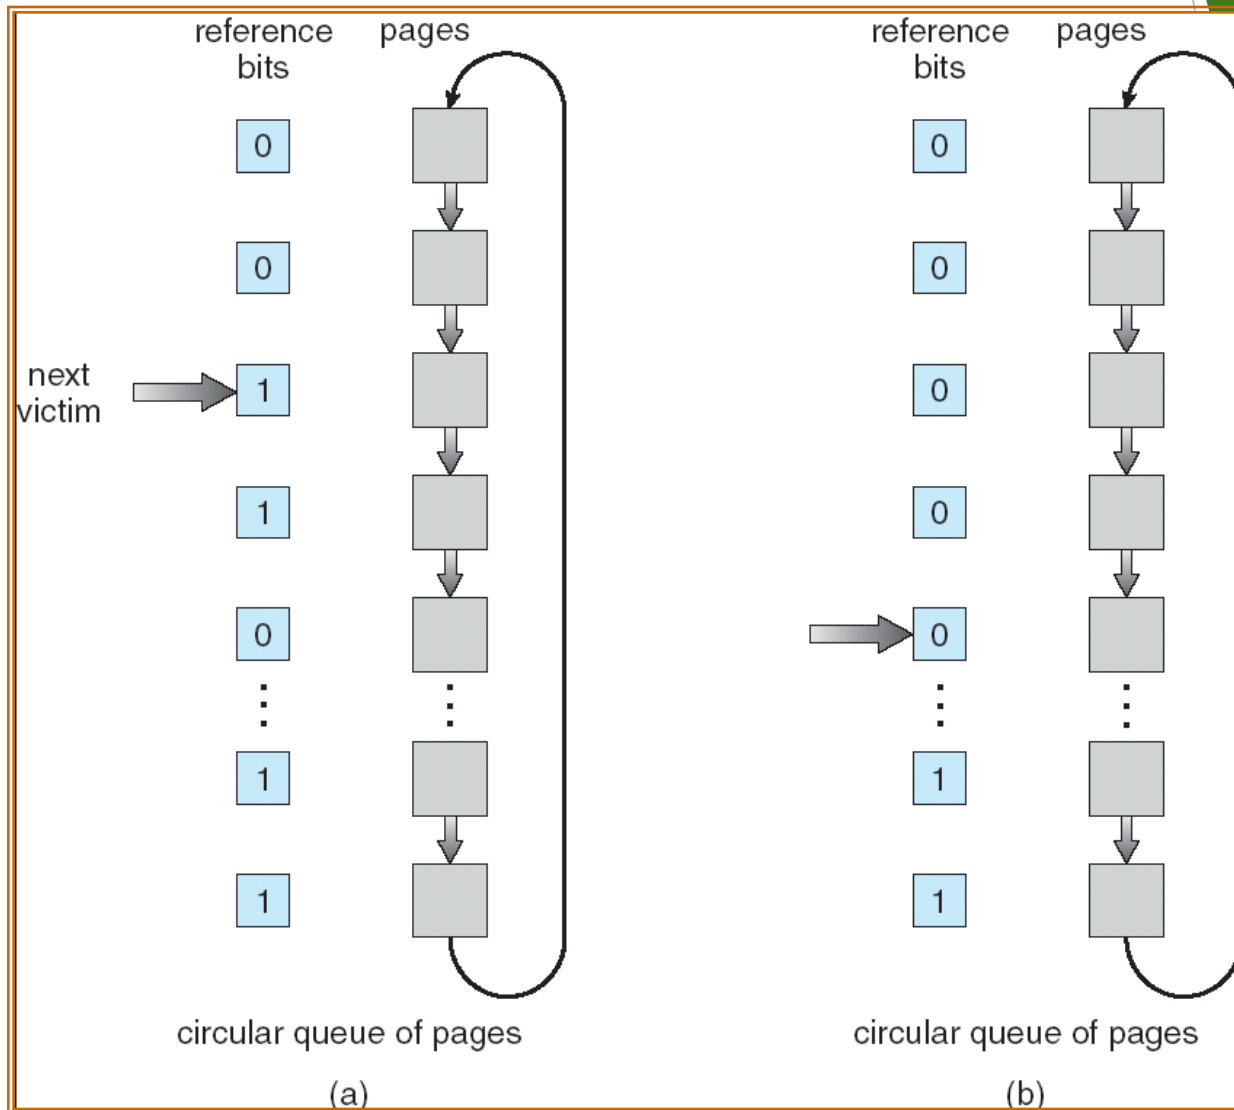 reference
bits
pages
0
0
next
victim
1
1
0
1
1
circular queue of pages
(a)
reference
bits
pages
0
0
0
0
0
1
1
circular queue of pages
(b)